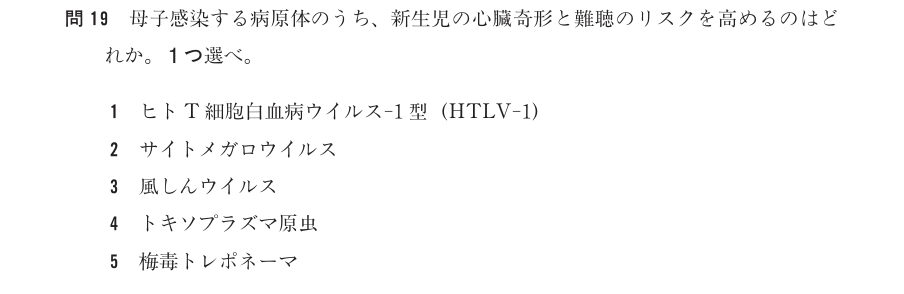 問19　母子感染する病原体のうち、新生児の心臓奇形と難聴のリスクを高めるのはど
れか。1つ選べ。
1　ヒトT細胞白血病ウイルス-1型（HTLV-1）
2　サイトメガロウイルス
3　風しんウイルス
4　トキソプラズマ原虫
5　梅毒トレポネーマ